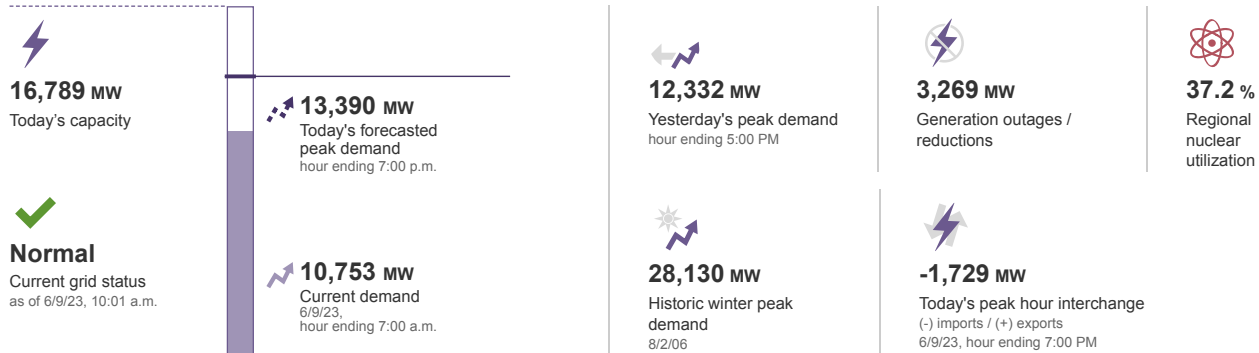 16,789 MW
Today's capacity
Normal
Current grid status
as of 6/9/23, 10:01 a.m.
13,390 MW
Today's forecasted
peak demand
hour ending 7:00 p.m.
10,753 MW
Current demand
6/9/23,
hour ending 7:00 a.m.
12,332 MW
Yesterday's peak demand
hour ending 5:00 PM
3,269 MW
Generation outages /
reductions
37.2 %
Regional
nuclear
utilization
28,130 MW
Historic winter peak
demand
8/2/06
-1,729 MW
Today's peak hour interchange
(-) imports / (+) exports
6/9/23, hour ending 7:00 PM